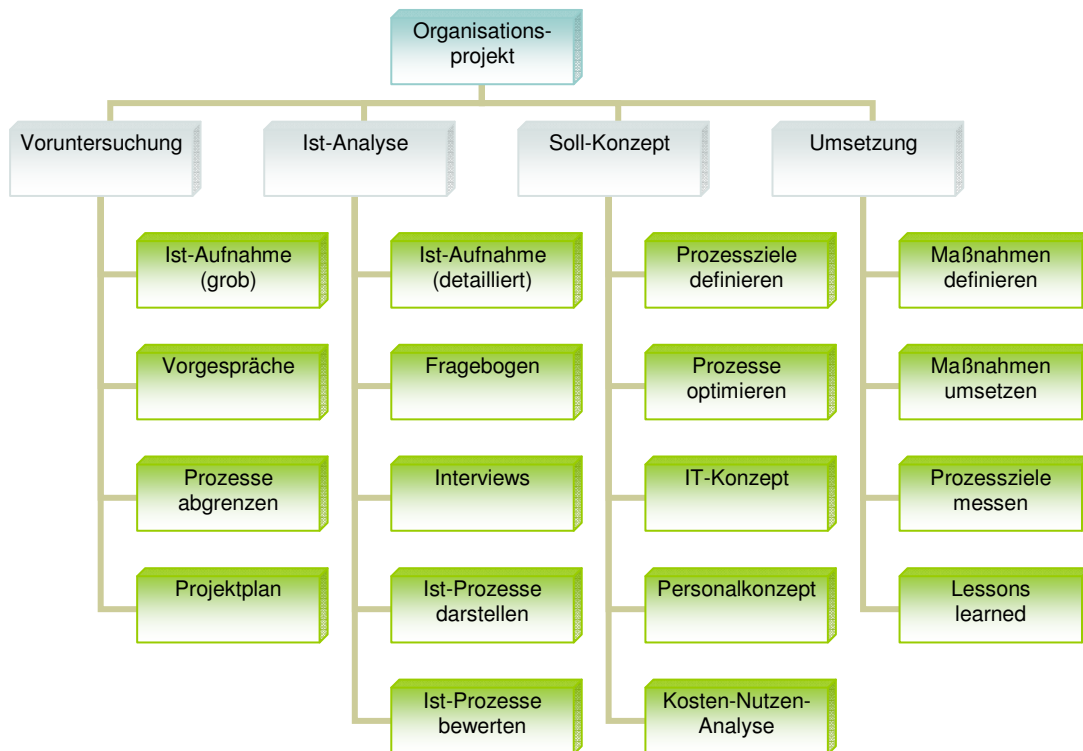 Organisations-
projekt
Voruntersuchung
Ist-Analyse
Soll-Konzept
Umsetzung
Ist-Aufnahme
(grob)
Vorgespräche
Prozesse
abgrenzen
Projektplan
Ist-Aufnahme
(detailliert)
Fragebogen
Interviews
Ist-Prozesse
darstellen
Ist-Prozesse
bewerten
Prozessziele
definieren
Prozesse
optimieren
IT-Konzept
Personalkonzept
Kosten-Nutzen-
Analyse
Maßnahmen
definieren
Maßnahmen
umsetzen
Prozessziele
messen
Lessons
learned